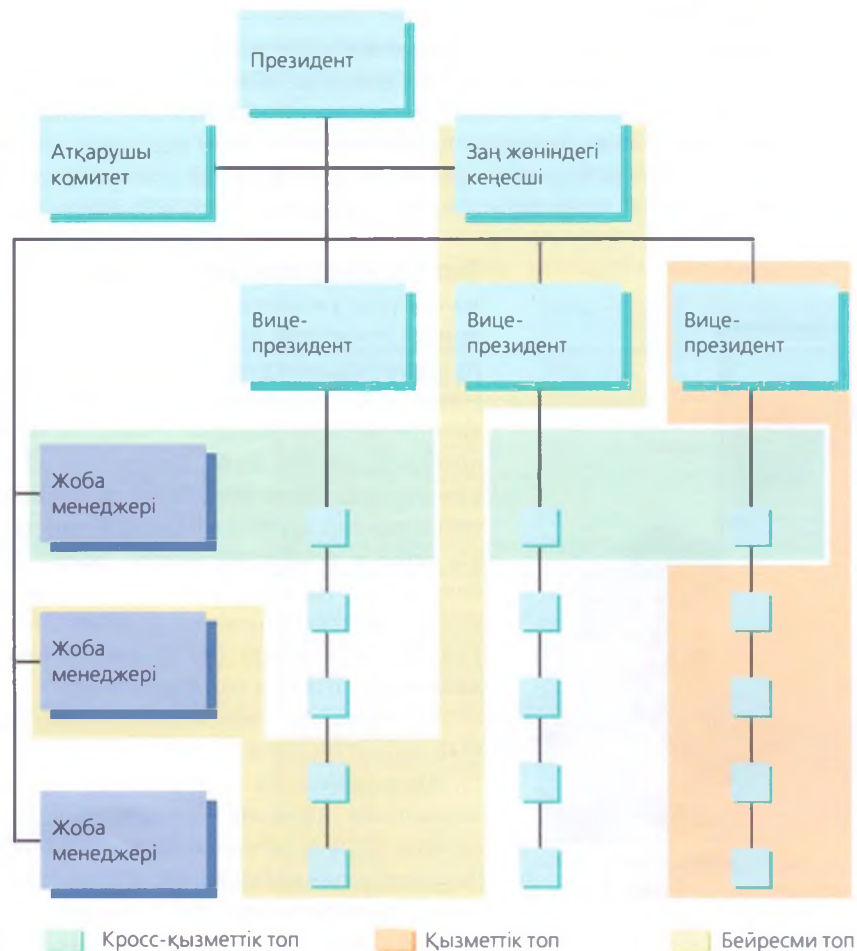 Президент
Атқарушы
комитет
Заң жөніндегі
кеңесші
Вице-
президент
Вице-
президент
Вице-
президент
Жоба
менеджері
Жоба
менеджері
Жоба
менеджері
Кросс-қызметтік топ
Қызметтік топ
Бейресми топ